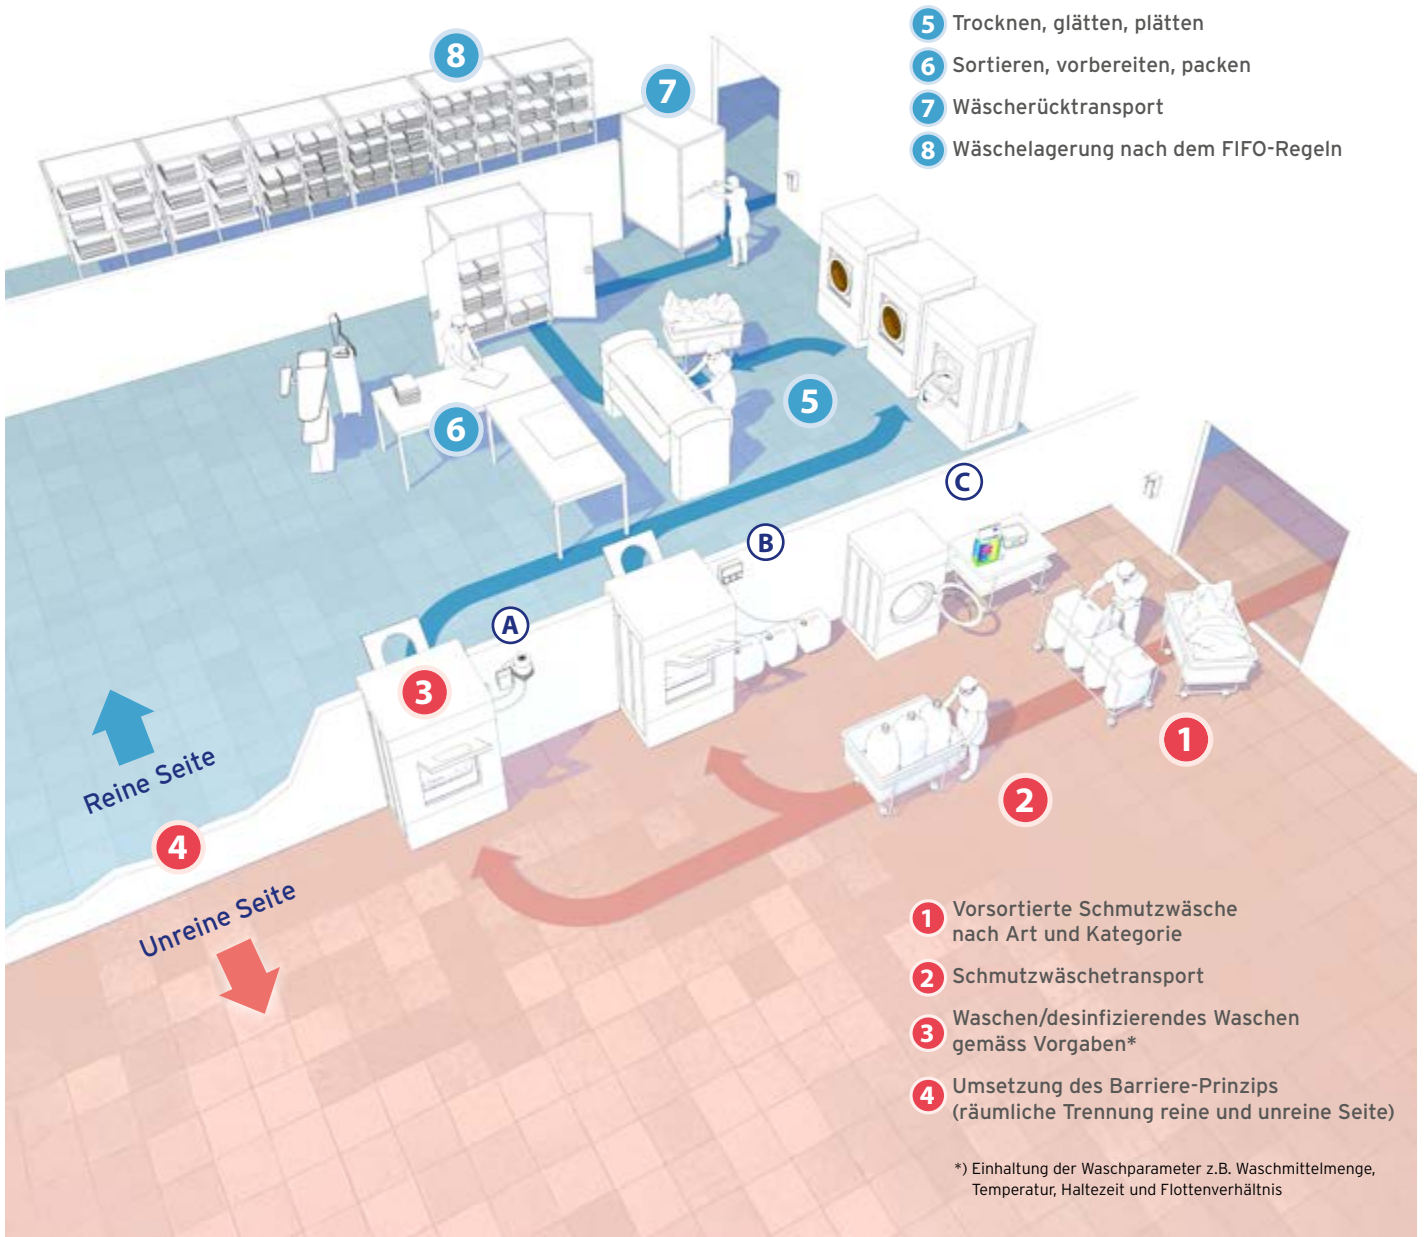 5 Trocknen, glätten, plätten
6 Sortieren, vorbereiten, packen
7 Wäscherücktransport
8 Wäschelagerung nach dem FIFO-Regeln
8
7
5
6
C
B
A
3
1
2
Reine Seite
4
Unreine Seite
1 Vorsortierte Schmutzwäsche
nach Art und Kategorie
2 Schmutzwäschetransport
3 Waschen/desinfizierendes Waschen
gemäss Vorgaben*
4 Umsetzung des Barriere-Prinzips
(räumliche Trennung reine und unreine Seite)
*) Einhaltung der Waschparameter z.B. Waschmittelmenge,
Temperatur, Haltezeit und Flottenverhältnis